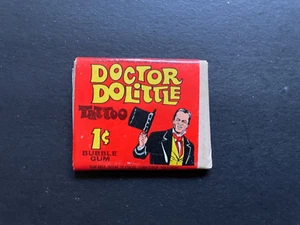 DOCTOR
DOLITTLE
TATTOO
1¢
BUBBLE
GUM